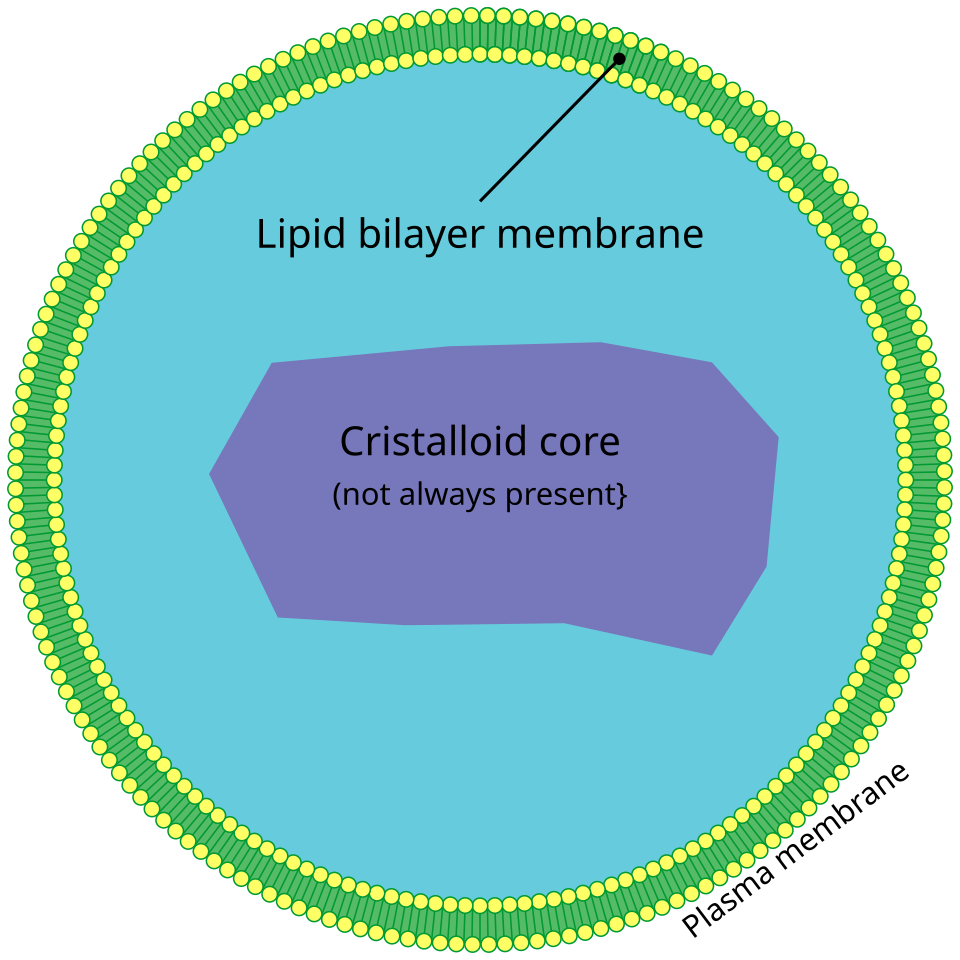 Lipid bilayer membrane
Cristalloid core
(not always present}
Plasma membrane